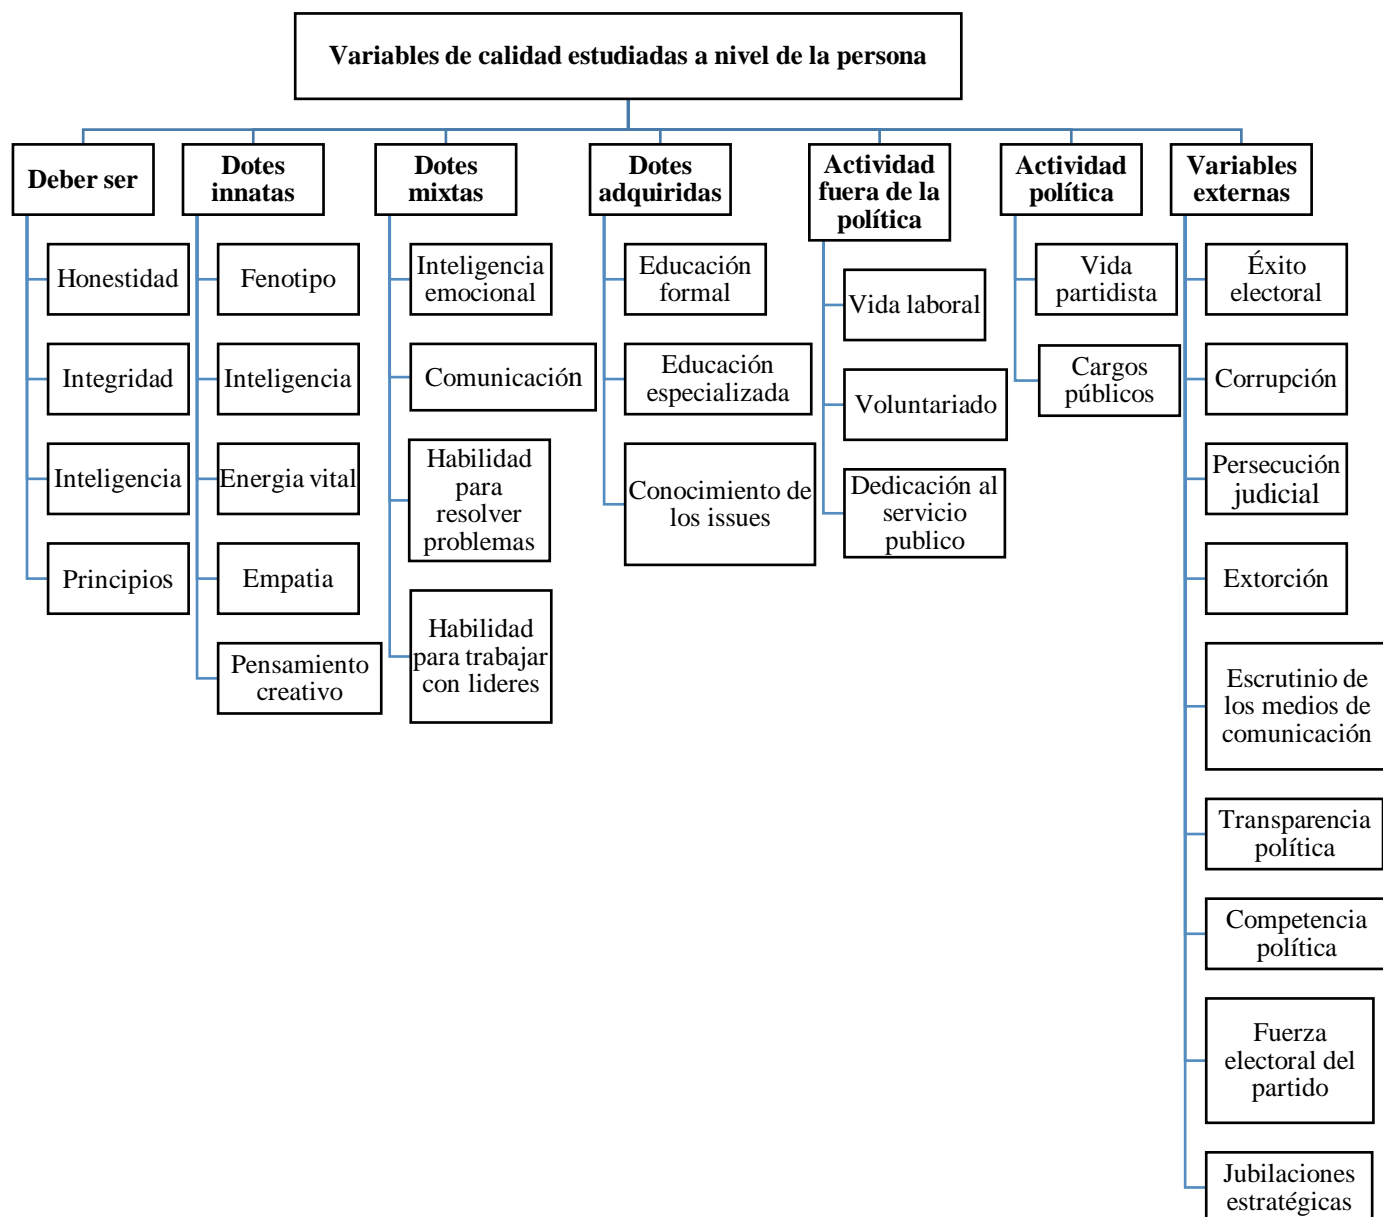 Variables de calidad estudiadas a nivel de la persona
Deber ser
Honestidad
Integridad
Inteligencia
Principios
Dotes
innatas
Fenotipo
Inteligencia
Energia vital
Empatia
Pensamiento
creativo
Dotes
mixtas
Inteligencia
emocional
Comunicación
Habilidad
para
resolver
problemas
Habilidad
para trabajar
con lideres
Dotes
adquiridas
Educación
formal
Educación
especializada
Conocimiento de
los issues
Actividad
fuera de la
política
Vida laboral
Voluntariado
Dedicación al
servicio
publico
Actividad
política
Vida
partidista
Cargos
públicos
Variables
externas
Éxito
electoral
Corrupción
Persecución
judicial
Extorción
Escrutinio de
los medios de
comunicación
Transparencia
política
Competencia
política
Fuerza
electoral del
partido
Jubilaciones
estratégicas